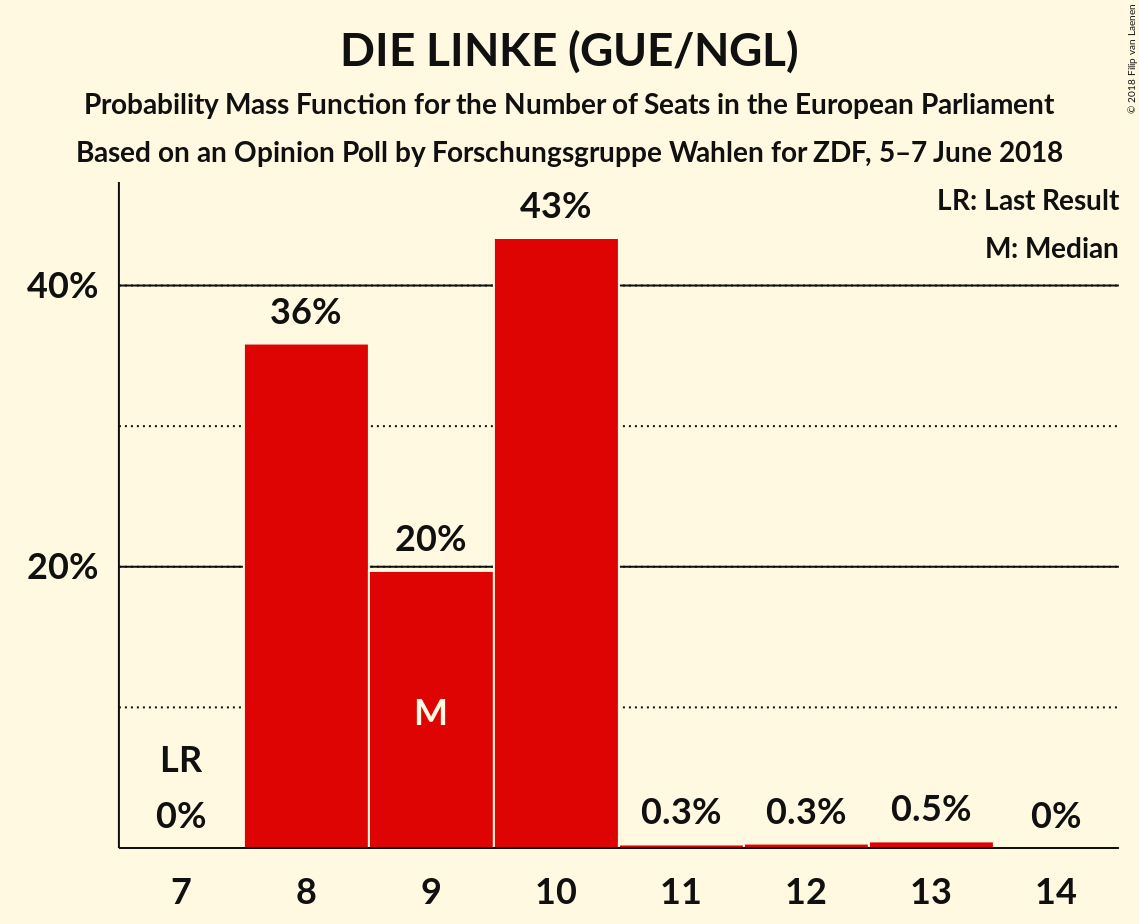 DIE LINKE (GUE/NGL)
Probability Mass Function for the Number of Seats in the European Parliament
Based on an Opinion Poll by Forschungsgruppe Wahlen for ZDF, 5–7 June 2018
© 2018 Filip van Laenen
LR: Last Result
M: Median
43%
40%
36%
20%
20%
M
LR
0%
0.3%
0.3%
0.5%
0%
7 8 9 10 11 12 13 14